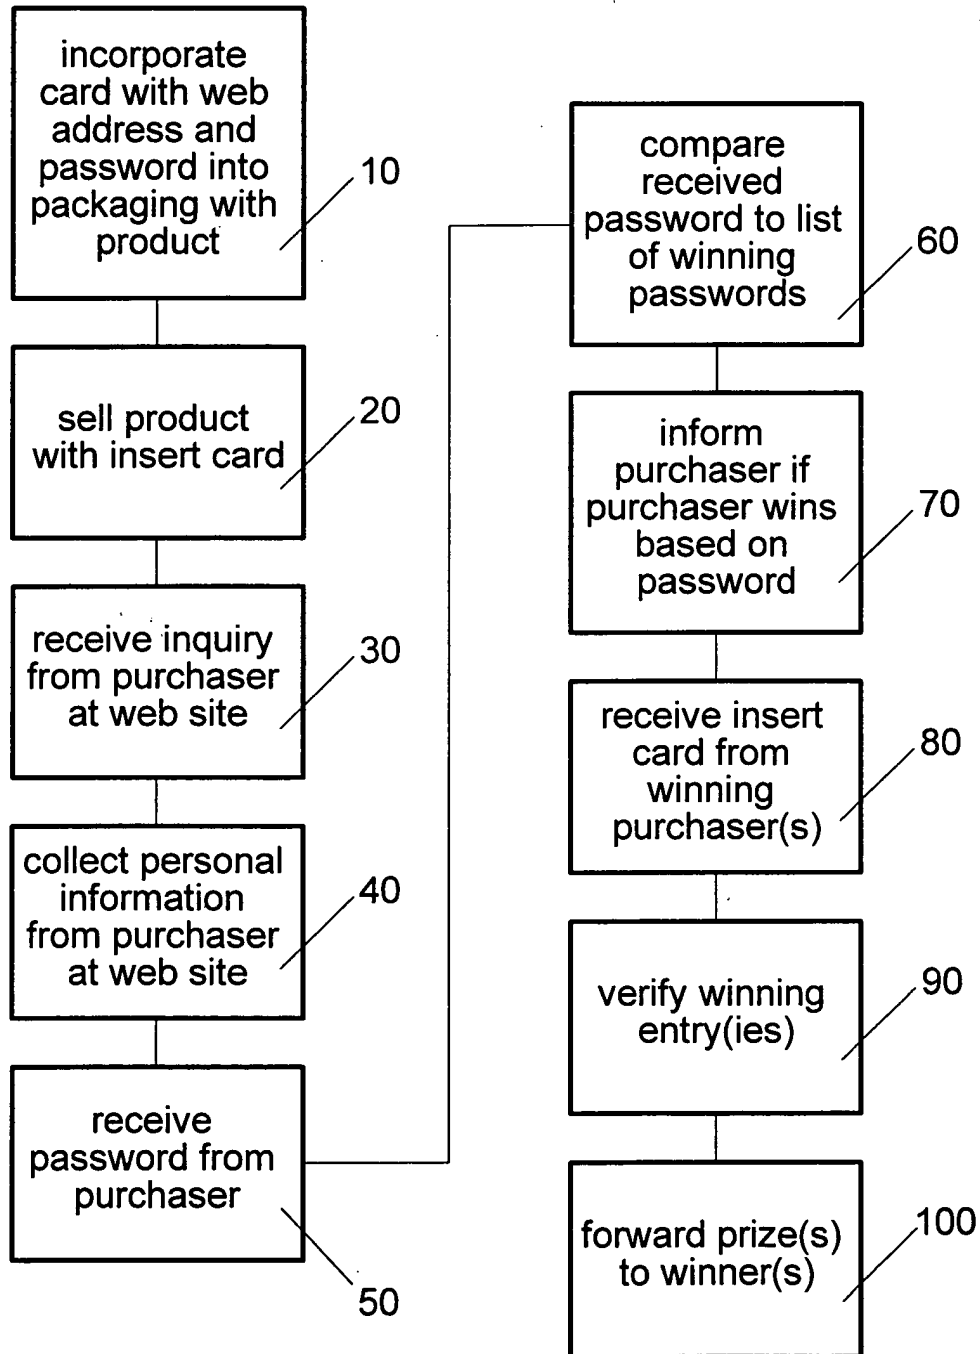 incorporate
card with web
address and
password into
packaging with
product
10
sell product
with insert card
20
receive inquiry
from purchaser
at web site
30
collect personal
information
from purchaser
at web site
40
receive
password from
purchaser
50
compare
received
password to list
of winning
passwords
60
inform
purchaser if
purchaser wins
based on
password
70
receive insert
card from
winning
purchaser(s)
80
verify winning
entry(ies)
90
forward prize(s)
to winner(s)
100